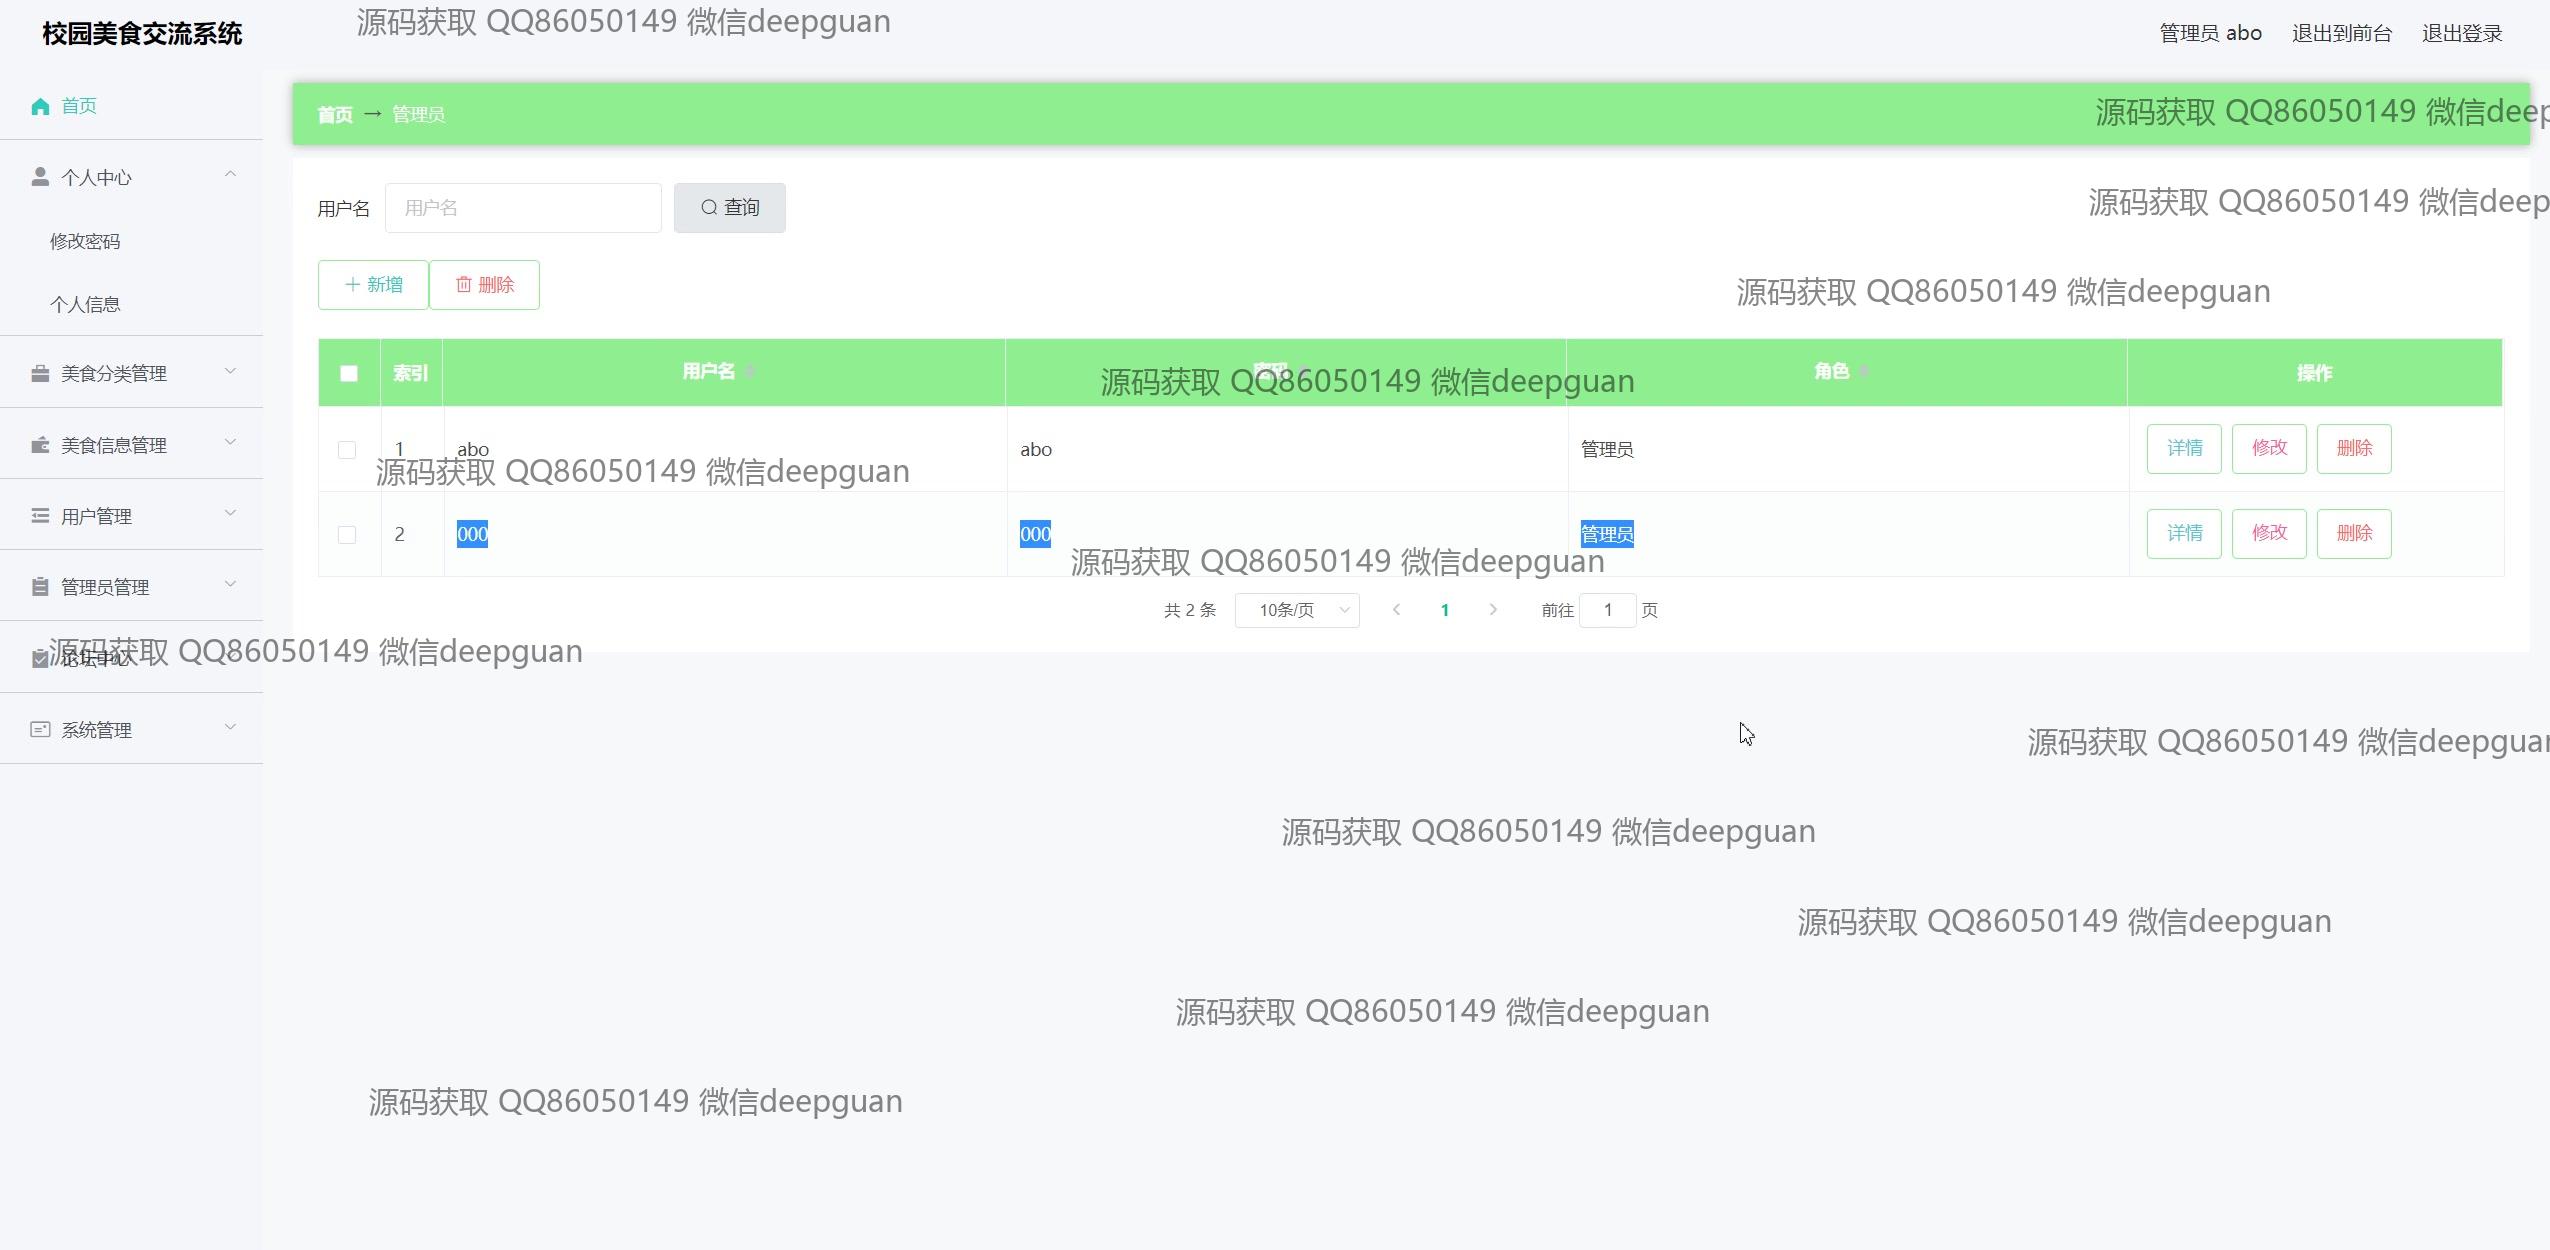 校园美食交流系统
源码获取 QQ86050149 微信deepguan
管理员 abo 退出到前台 退出登录
首页
首页 → 管理员
源码获取 QQ86050149 微信deep
个人中心
用户名 用户名 查询
源码获取 QQ86050149 微信deep
修改密码
新增 删除
源码获取 QQ86050149 微信deepguan
个人信息
索引 用户名 密码 角色 操作
源码获取 QQ86050149 微信deepguan
美食分类管理
1 abo abo 管理员 详情 修改 删除
美食信息管理
源码获取 QQ86050149 微信deepguan
用户管理
2 000 000 管理员 详情 修改 删除
源码获取 QQ86050149 微信deepguan
管理员管理
共 2 条 10条/页 1 前往 1 页
论坛中心
源码获取 QQ86050149 微信deepguan
系统管理
源码获取 QQ86050149 微信deepguan
源码获取 QQ86050149 微信deepguan
源码获取 QQ86050149 微信deepguan
源码获取 QQ86050149 微信deepguan
源码获取 QQ86050149 微信deepguan